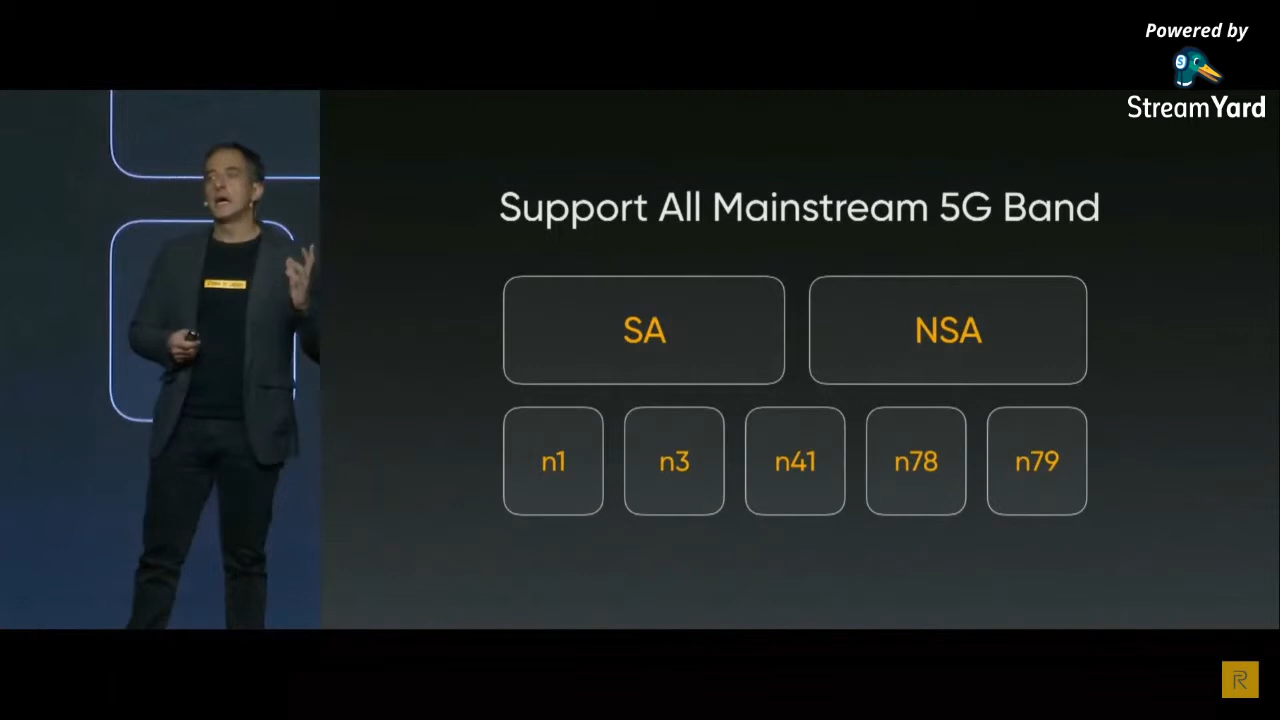 Powered by
StreamYard
Support All Mainstream 5G Band
SA
NSA
n1
n3
n41
n78
n79
R